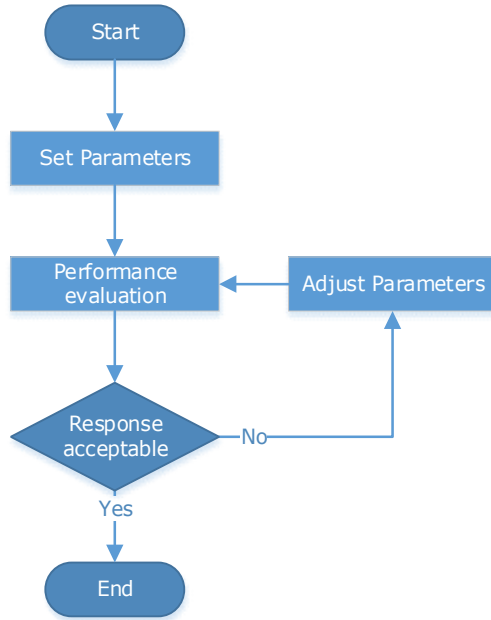 Start
Set Parameters
Performance
evaluation
Adjust Parameters
Response
acceptable
No
Yes
End